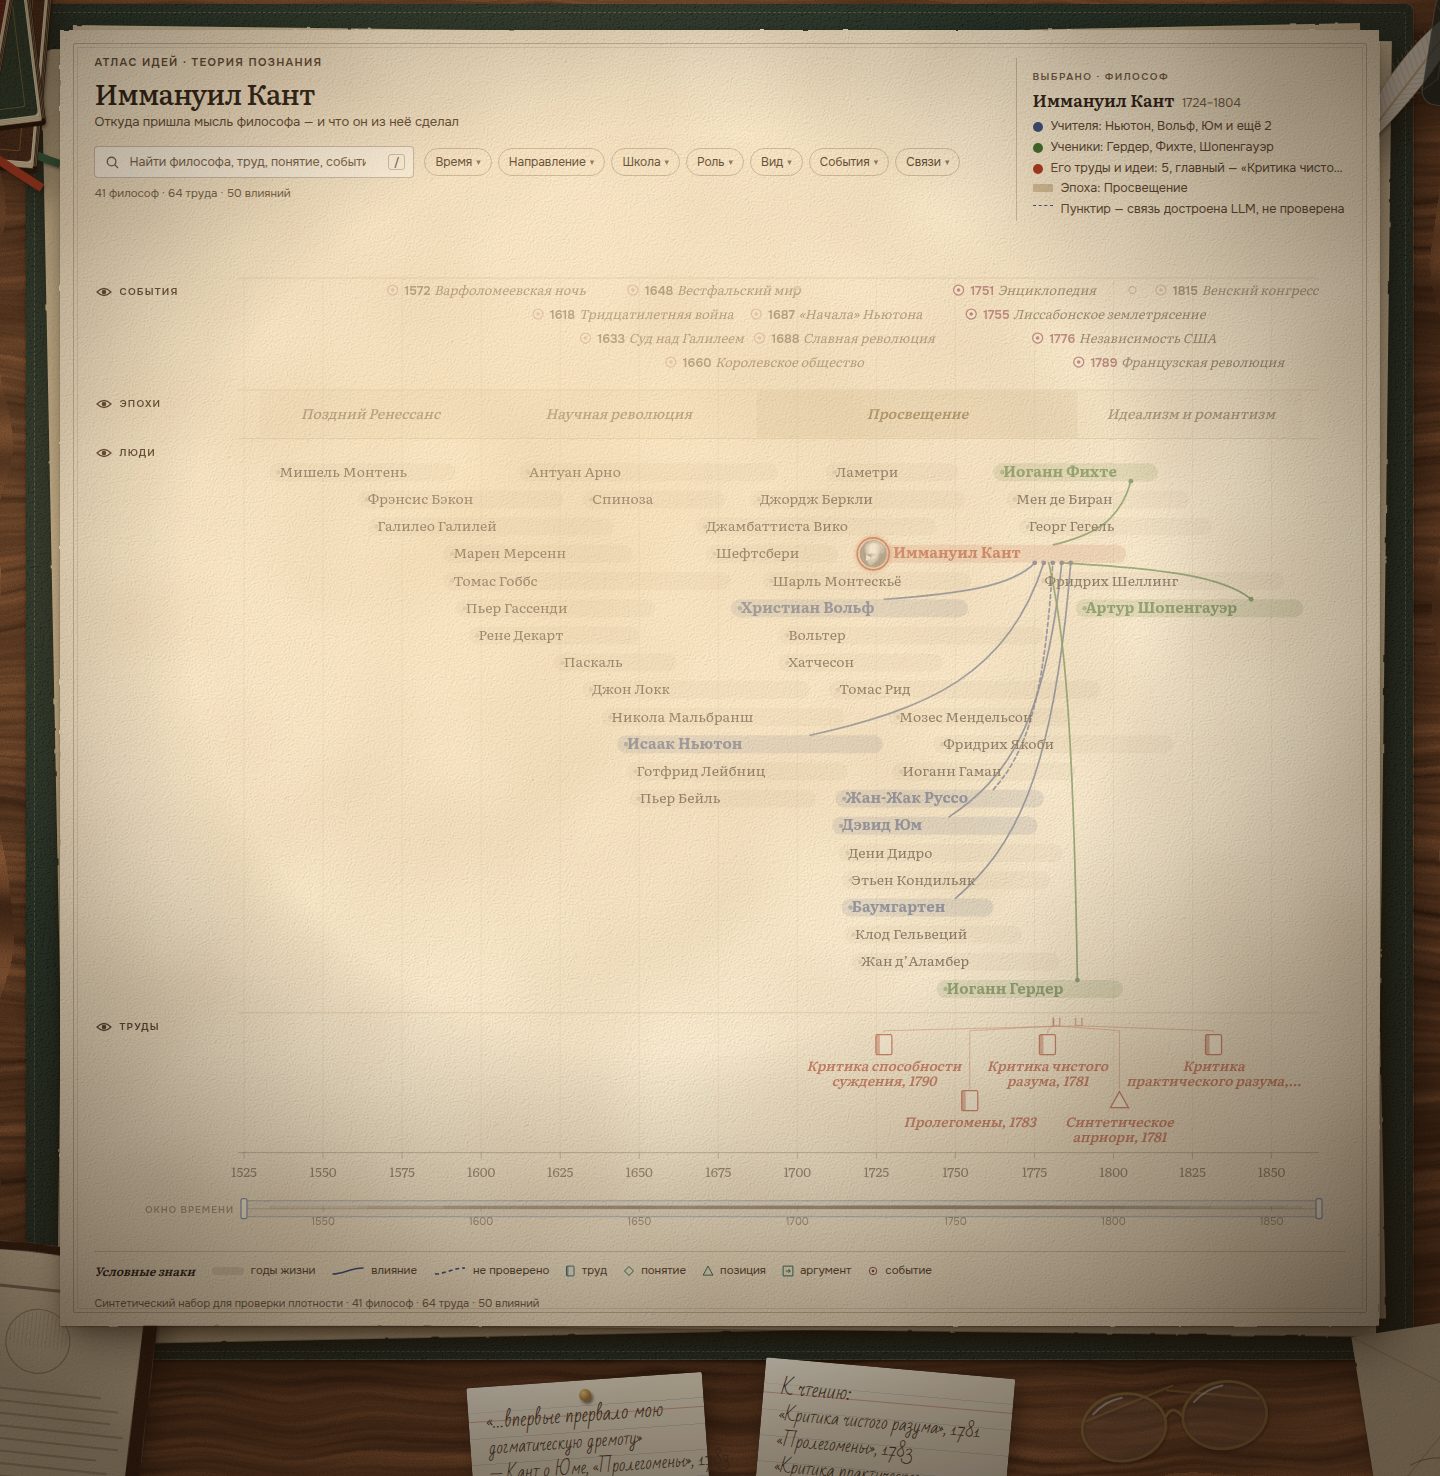 АТЛАС ИДЕЙ · ТЕОРИЯ ПОЗНАНИЯ
Иммануил Кант
Откуда пришла мысль философа — и что он из неё сделал
Найти философа, труд, понятие, событи /
Время ▾ Направление ▾ Школа ▾ Роль ▾ Вид ▾ События ▾ Связи ▾
41 философ · 64 труда · 50 влияний
ВЫБРАНО · ФИЛОСОФ
Иммануил Кант 1724–1804
Учителя: Ньютон, Вольф, Юм и ещё 2
Ученики: Гердер, Фихте, Шопенгауэр
Его труды и идеи: 5, главный — «Критика чисто...
Эпоха: Просвещение
Пунктир — связь достроена LLM, не проверена
СОБЫТИЯ
1572 Варфоломеевская ночь 1648 Вестфальский мир 1751 Энциклопедия 1815 Венский конгресс
1618 Тридцатилетняя война 1687 «Начала» Ньютона 1755 Лиссабонское землетрясение
1633 Суд над Галилеем 1688 Славная революция 1776 Независимость США
1660 Королевское общество 1789 Французская революция
ЭПОХИ
Поздний Ренессанс Научная революция Просвещение Идеализм и романтизм
ЛЮДИ
Мишель Монтень Антуан Арно Ламетри Иоганн Фихте
Фрэнсис Бэкон Спиноза Джордж Беркли Мен де Биран
Галилео Галилей Джамбаттиста Вико Георг Гегель
Марен Мерсенн Шефтсбери Иммануил Кант
Томас Гоббс Шарль Монтескьё Фридрих Шеллинг
Пьер Гассенди Христиан Вольф Артур Шопенгауэр
Рене Декарт Вольтер
Паскаль Хатчесон
Джон Локк Томас Рид
Никола Мальбранш Мозес Мендельсон
Исаак Ньютон Фридрих Якоби
Готфрид Лейбниц Иоганн Гаман
Пьер Бейль Жан-Жак Руссо
Дэвид Юм
Дени Дидро
Этьен Кондильяк
Баумгартен
Клод Гельвеций
Жан д’Аламбер
Иоганн Гердер
ТРУДЫ
Критика способности суждения, 1790
Критика чистого разума, 1781
Критика практического разума,...
Пролегомены, 1783
Синтетическое априори, 1781
1525 1550 1575 1600 1625 1650 1675 1700 1725 1750 1775 1800 1825 1850
ОКНО ВРЕМЕНИ
1550 1600 1650 1700 1750 1800 1850
Условные знаки годы жизни влияние не проверено труд понятие позиция аргумент событие
Синтетический набор для проверки плотности · 41 философ · 64 труда · 50 влияний
«...впервые прервало мою
догматическую дремоту»
— Кант о Юме, «Пролегомены»,
К чтению:
«Критика чистого разума», 1781
«Пролегомены», 1783
«Критика